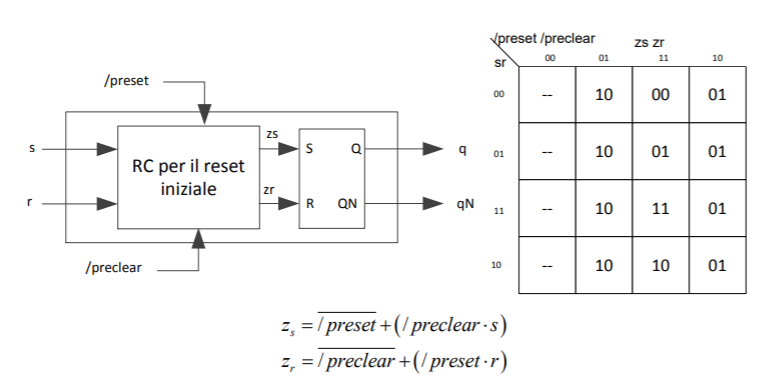 /preset /preclear zs zr
sr 00 01 11 10
00 -- 10 00 01
01 -- 10 01 01
11 -- 10 11 01
10 -- 10 10 01
/preset
s
r
RC per il reset
iniziale
zs
zr
S Q
R QN
q
qN
/preclear
z_s = \overline{/preset} + (/preclear · s)
z_r = \overline{/preclear} + (/preset · r)